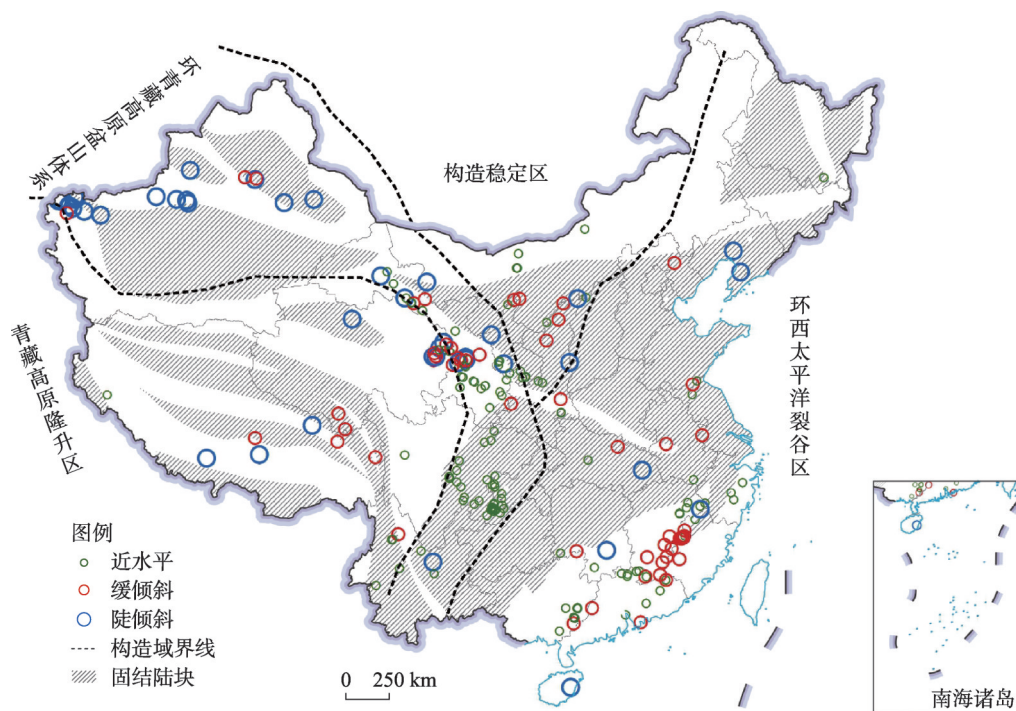 环青藏高原盆山体系
构造稳定区
青藏高原隆升区
环西太平洋裂谷区
图例
近水平
缓倾斜
陡倾斜
构造域界线
固结陆块
0 250 km
南海诸岛